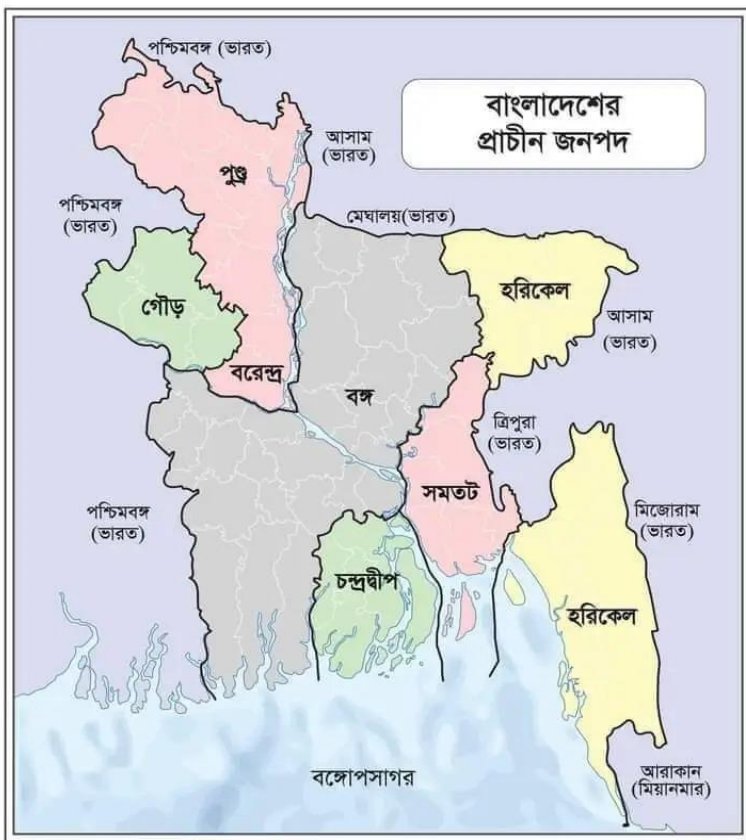 পশ্চিমবঙ্গ (ভারত)
বাংলাদেশের
প্রাচীন জনপদ
আসাম
(ভারত)
পুণ্ড্র
পশ্চিমবঙ্গ
(ভারত)
মেঘালয়(ভারত)
হরিকেল
গৌড়
আসাম
(ভারত)
বরেন্দ্র
বঙ্গ
ত্রিপুরা
(ভারত)
সমতট
পশ্চিমবঙ্গ
(ভারত)
মিজোরাম
(ভারত)
চন্দ্রদ্বীপ
হরিকেল
বঙ্গোপসাগর
আরাকান
(মিয়ানমার)